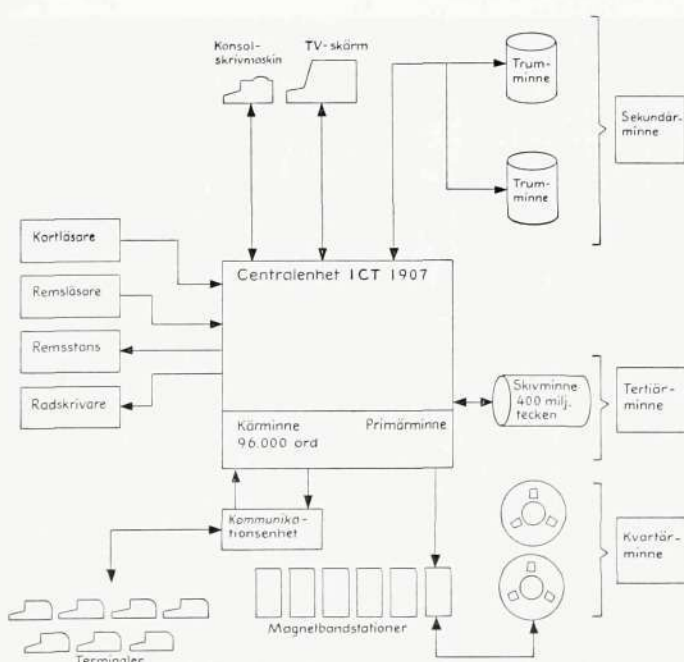 Konsol-
skrivmaskin
TV-skärm
Trum-
minne
Trum-
minne
Sekundär-
minne
Kortläsare
Remsläsare
Remsstans
Radskrivare
Centralenhet ICT 1907
Kärminne
96.000 ord
Primärminne
Skivminne
400 milj.
tecken
Tertiär-
minne
Kommunika-
tionsenhet
Kvartär-
minne
Magnetbandstationer
Terminaler